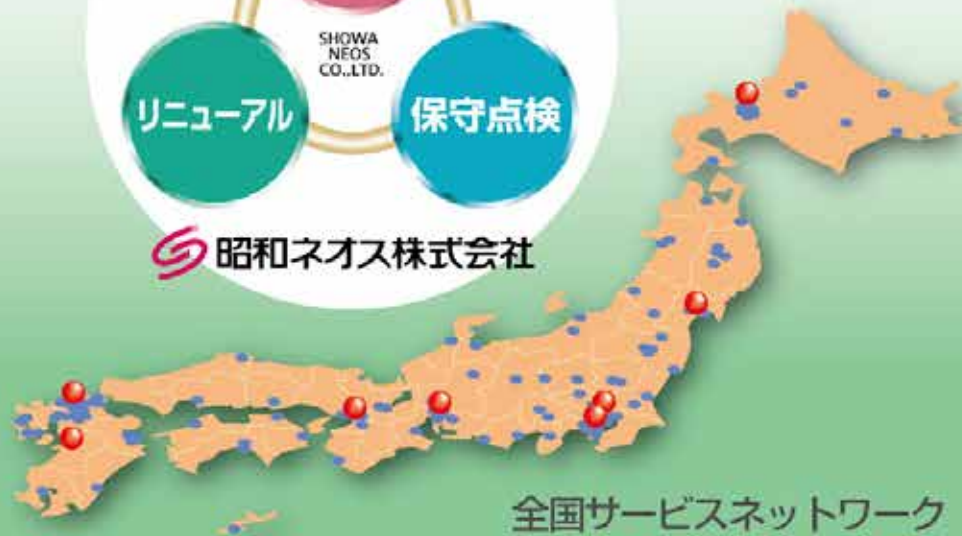 SHOWA
NEOS
CO.,LTD.
リニューアル
保守点検
昭和ネオス株式会社
全国サービスネットワーク